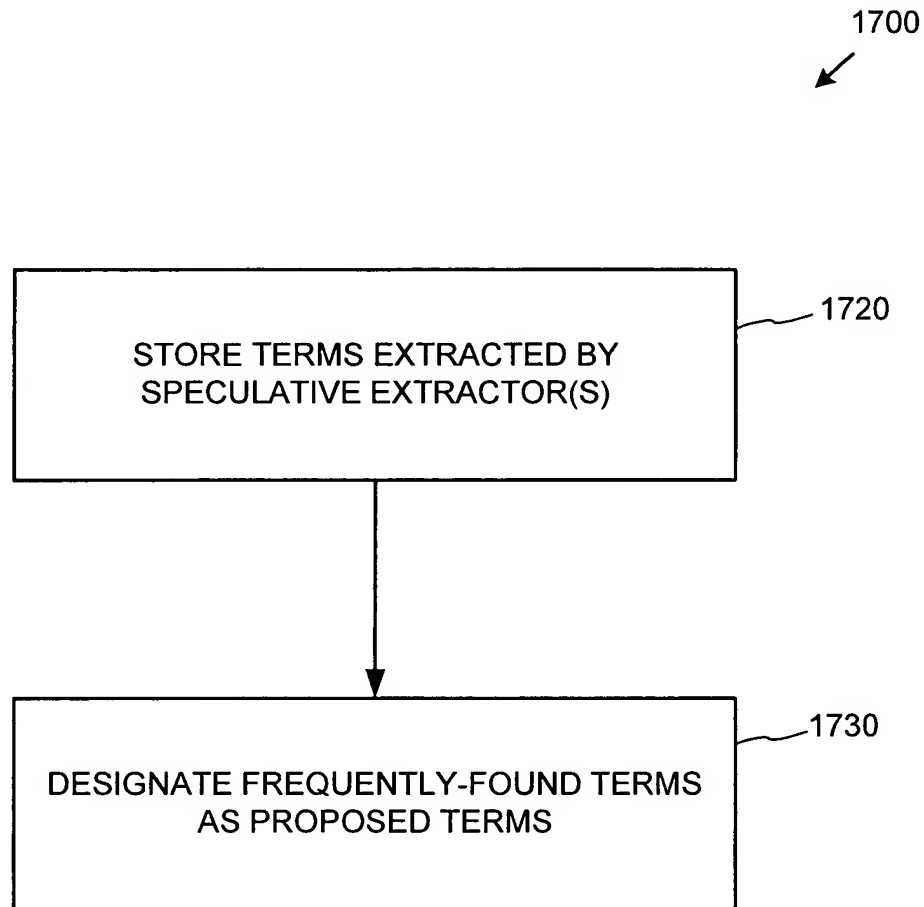 1700
STORE TERMS EXTRACTED BY
SPECULATIVE EXTRACTOR(S)
1720
DESIGNATE FREQUENTLY-FOUND TERMS
AS PROPOSED TERMS
1730